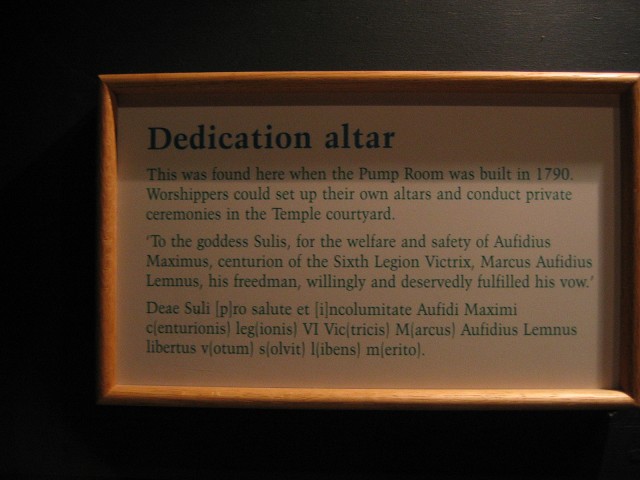 Dedication altar
This was found here when the Pump Room was built in 1790.
Worshippers could set up their own altars and conduct private
ceremonies in the Temple courtyard.
'To the goddess Sulis, for the welfare and safety of Aufidius
Maximus, centurion of the Sixth Legion Victrix, Marcus Aufidius
Lemnus, his freedman, willingly and deservedly fulfilled his vow.'
Deae Suli [p]ro salute et [i]ncolumitate Aufidi Maximi
c(enturionis) leg(ionis) VI Vic(tricis) M(arcus) Aufidius Lemnus
libertus v(otum) s(olvit) l(ibens) m(erito).